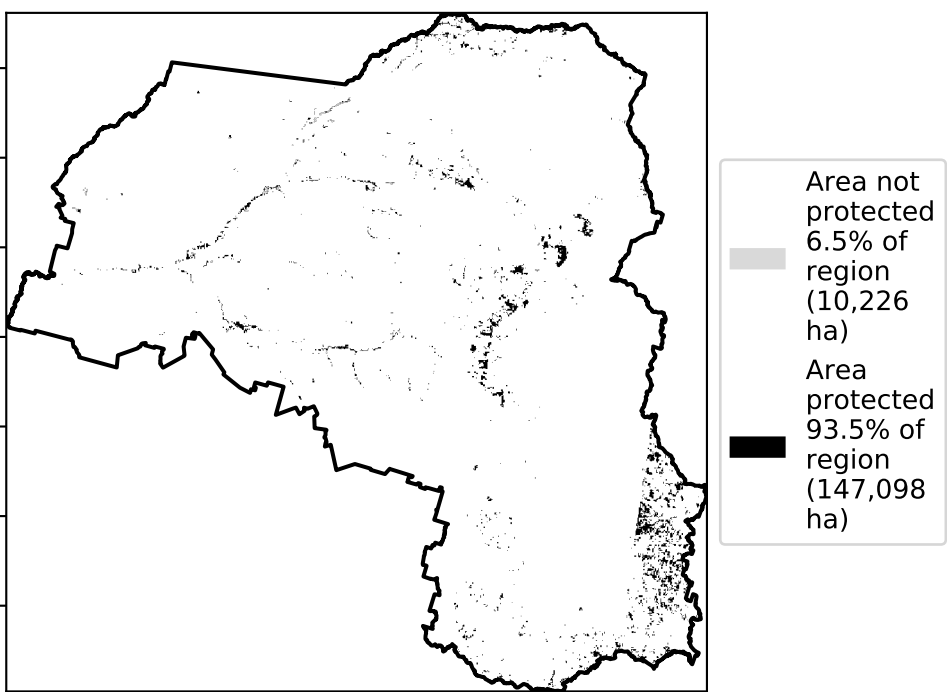 Area not
protected
6.5% of
region
(10,226
ha)
Area
protected
93.5% of
region
(147,098
ha)